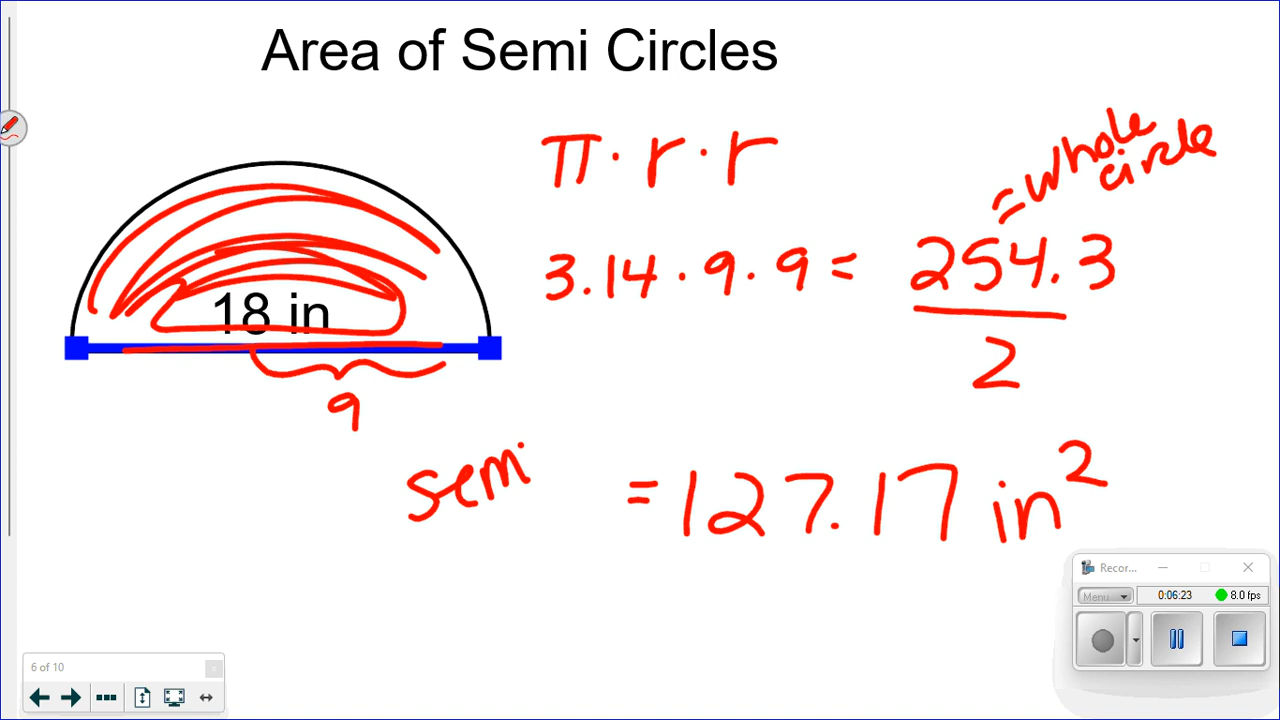 Area of Semi Circles
π · r · r
= whole
circle
3.14 · 9 · 9 = 254.3
2
18 in
9
semi
= 127.17 in²
Recor...
Menu
0:06:23
8.0 fps
6 of 10